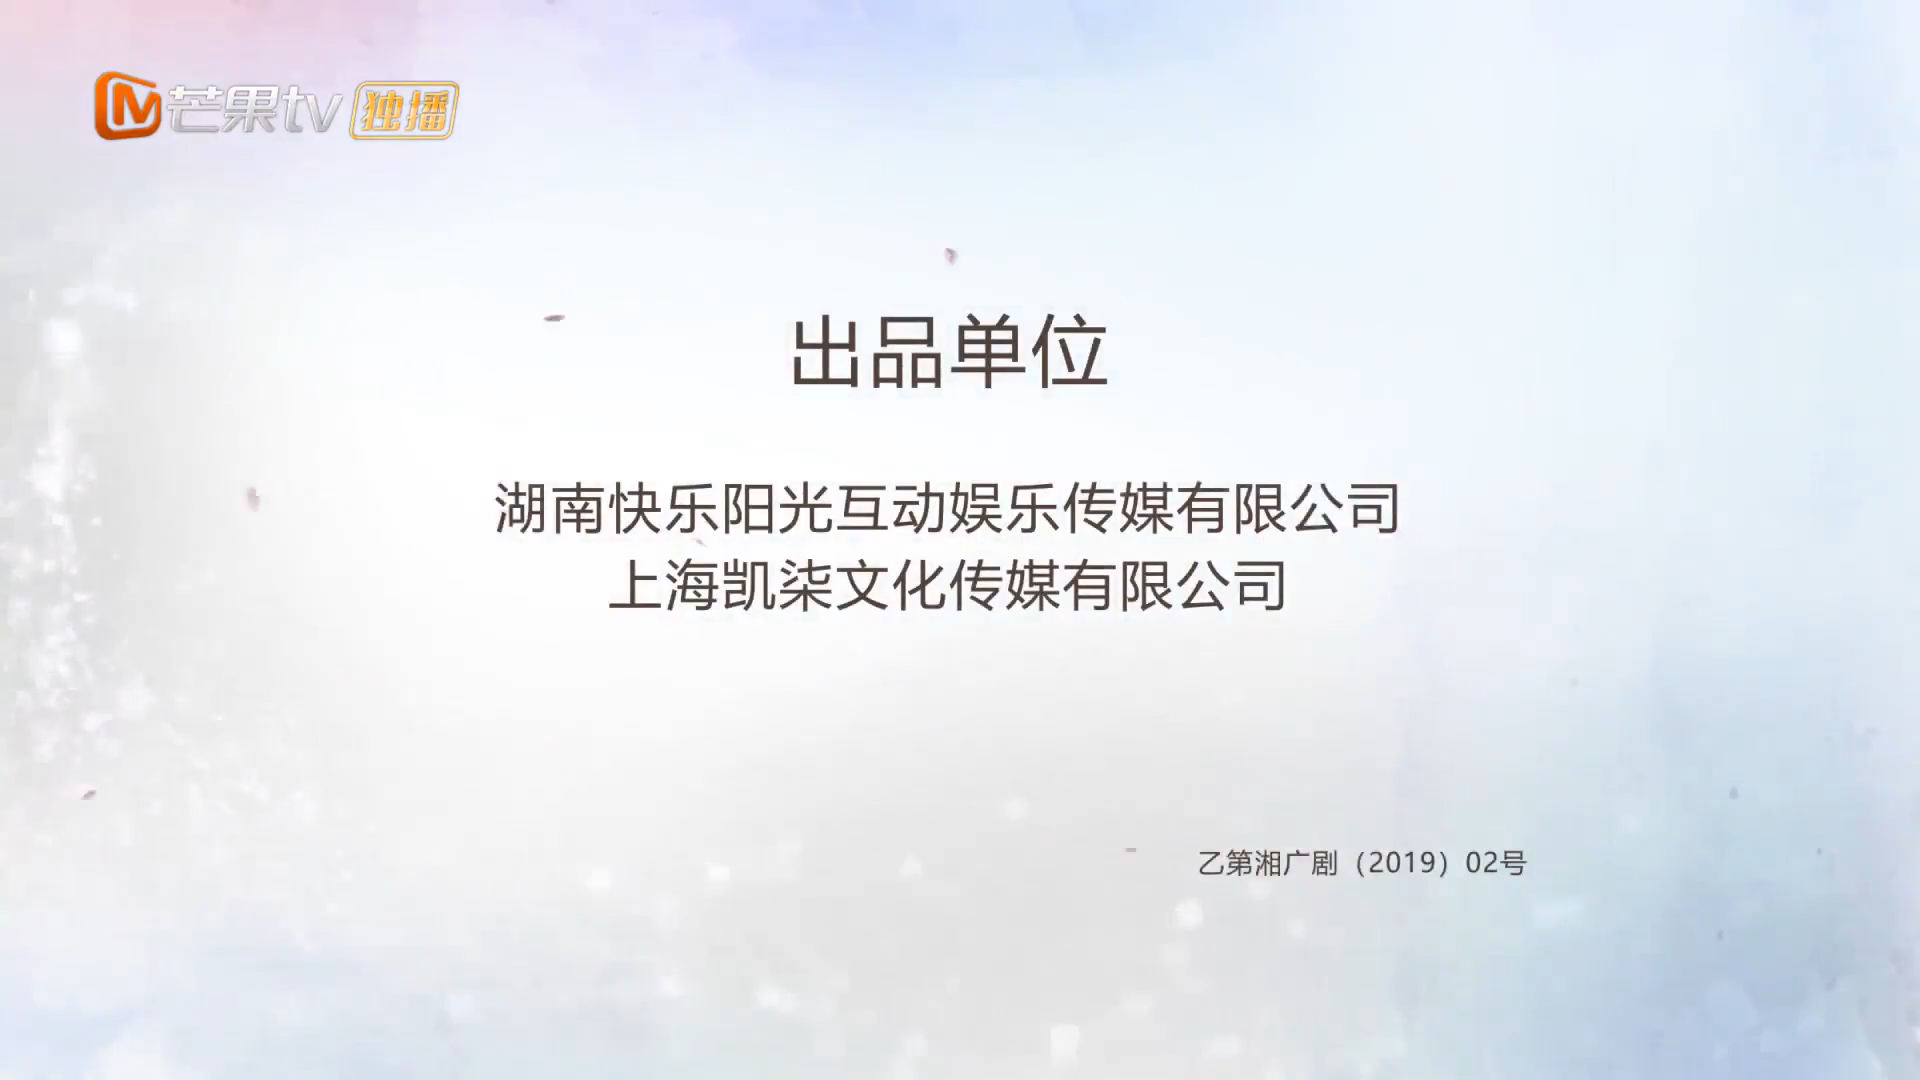 芒果tv 独播
出品单位
湖南快乐阳光互动娱乐传媒有限公司
上海凯柒文化传媒有限公司
乙第湘广剧（2019）02号